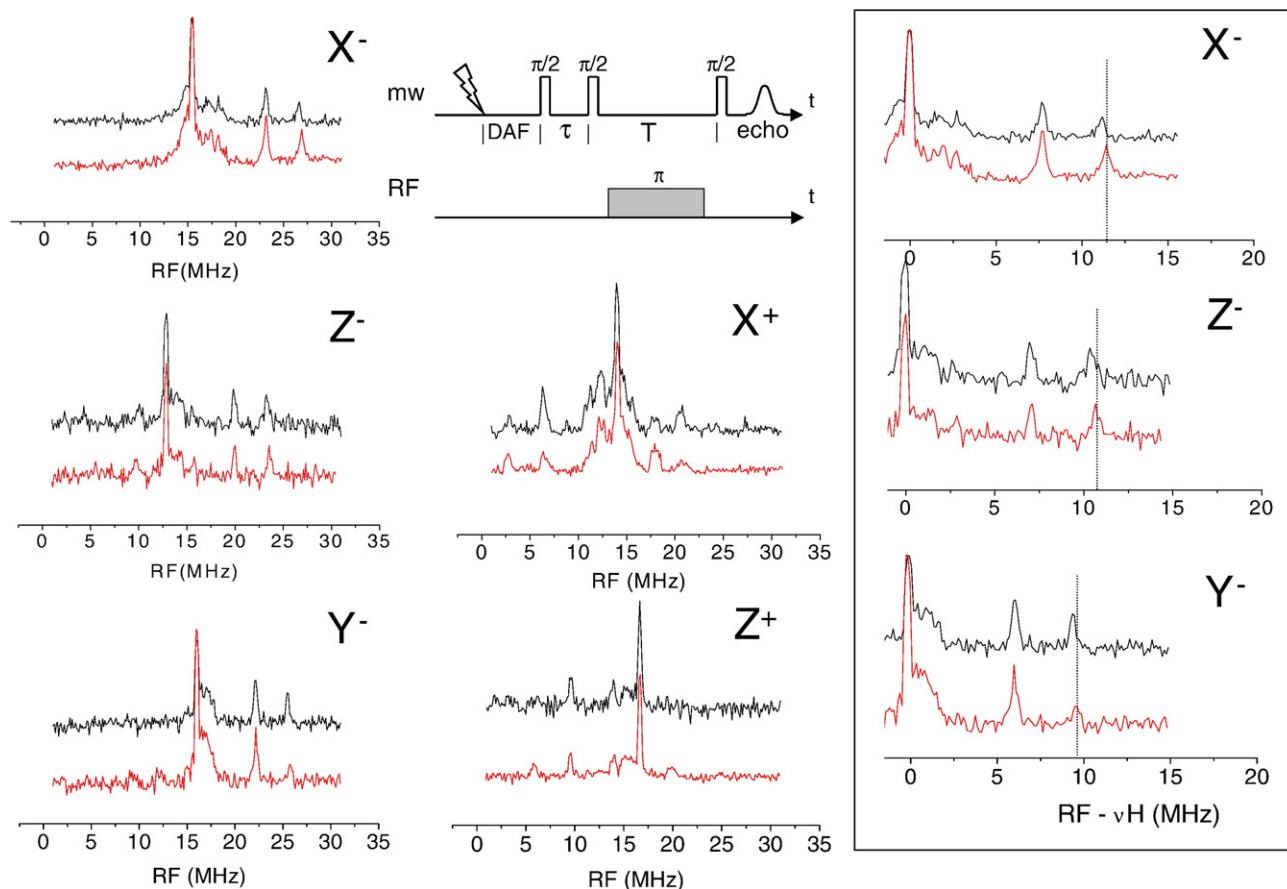 X-
0 5 10 15 20 25 30 35
RF(MHz)
mw
π/2 π/2 π/2
t
DAF τ T echo
RF
π
t
X-
0 5 10 15 20
Z-
0 5 10 15 20 25 30 35
RF(MHz)
X+
0 5 10 15 20 25 30 35
RF (MHz)
Z-
0 5 10 15 20
Y-
0 5 10 15 20 25 30 35
RF (MHz)
Z+
0 5 10 15 20 25 30 35
RF (MHz)
Y-
0 5 10 15 20
RF - νH (MHz)